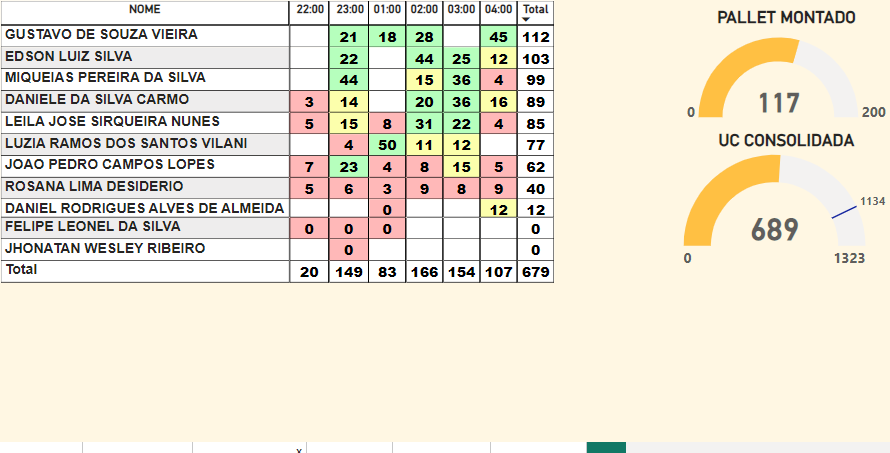 NOME 22:00 23:00 01:00 02:00 03:00 04:00 Total
GUSTAVO DE SOUZA VIEIRA 21 18 28 45 112
EDSON LUIZ SILVA 22 44 25 12 103
MIQUEIAS PEREIRA DA SILVA 44 15 36 4 99
DANIELE DA SILVA CARMO 3 14 20 36 16 89
LEILA JOSE SIRQUEIRA NUNES 5 15 8 31 22 4 85
LUZIA RAMOS DOS SANTOS VILANI 4 50 11 12 77
JOAO PEDRO CAMPOS LOPES 7 23 4 8 15 5 62
ROSANA LIMA DESIDERIO 5 6 3 9 8 9 40
DANIEL RODRIGUES ALVES DE ALMEIDA 0 12 12
FELIPE LEONEL DA SILVA 0 0 0 0
JHONATAN WESLEY RIBEIRO 0 0
Total 20 149 83 166 154 107 679
PALLET MONTADO
117
0 200
UC CONSOLIDADA
1134
689
0 1323
x